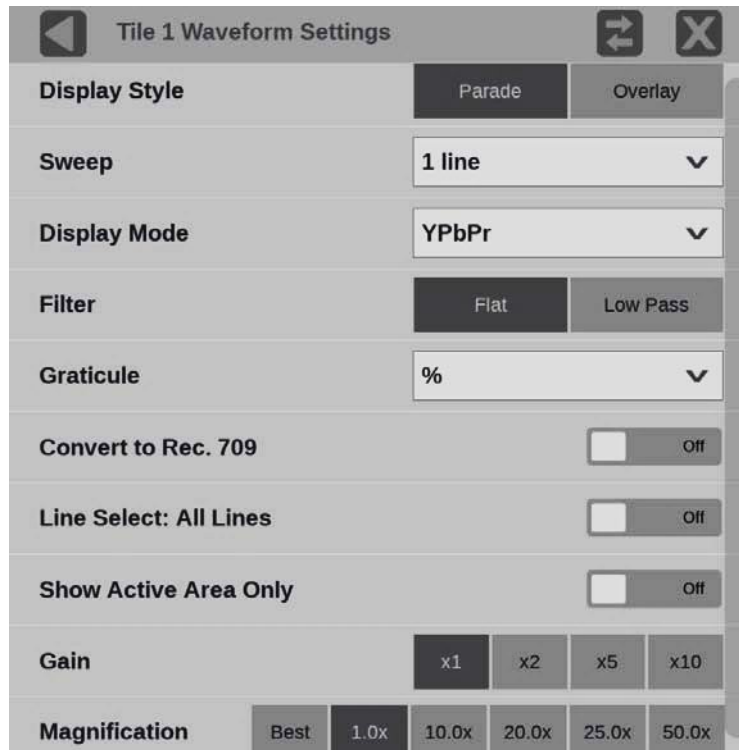 Tile 1 Waveform Settings
Display Style Parade Overlay
Sweep 1 line
Display Mode YPbPr
Filter Flat Low Pass
Graticule %
Convert to Rec. 709 Off
Line Select: All Lines Off
Show Active Area Only Off
Gain x1 x2 x5 x10
Magnification Best 1.0x 10.0x 20.0x 25.0x 50.0x